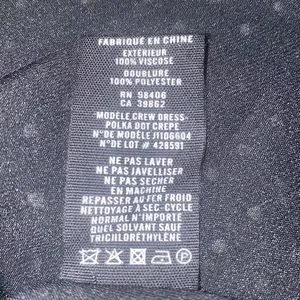 FABRIQUÉ EN CHINE
EXTÉRIEUR
100% VISCOSE
DOUBLURE
100% POLYESTER
RN 98406
CA 39862
MODÈLE CREW DRESS-
POLKA DOT CREPE
N°DE MODÈLE J1106604
N°DE LOT # 428591
NE PAS LAVER
NE PAS JAVELLISER
NE PAS SÉCHER
EN MACHINE
REPASSER AU FER FROID
NETTOYAGE À SEC-CYCLE
NORMAL N'IMPORTE
QUEL SOLVANT SAUF
TRICHLORÉTHYLÈNE